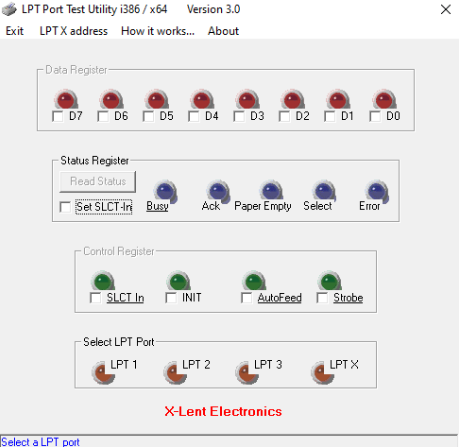 LPT Port Test Utility i386 / x64 Version 3.0
Exit LPT X address How it works... About
Data Register
D7 D6 D5 D4 D3 D2 D1 D0
Status Register
Read Status
Set SLCT-In Busy Ack Paper Empty Select Error
Control Register
SLCT In INIT AutoFeed Strobe
Select LPT Port
LPT 1 LPT 2 LPT 3 LPT X
X-Lent Electronics
Select a LPT port